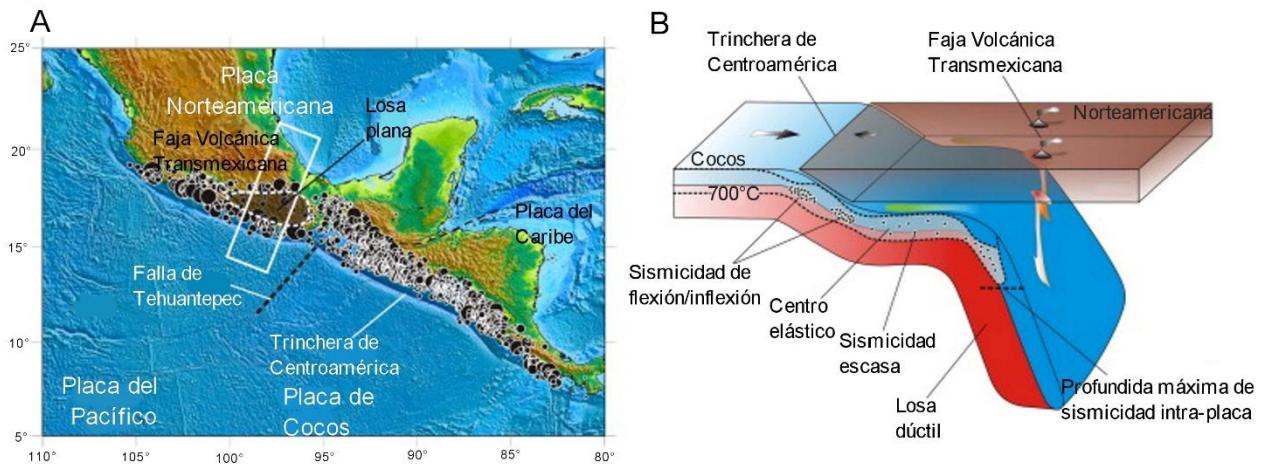 A
25°
20°
15°
10°
5°
110°
105°
100°
95°
90°
85°
80°
Placa
Norteamericana
Losa
plana
Faja Volcánica
Transmexicana
Placa del
Caribe
Falla de
Tehuantepec
Trinchera de
Centroamérica
Placa del
Pacífico
Placa de
Cocos
B
Trinchera de
Centroamérica
Faja Volcánica
Transmexicana
Norteamericana
Cocos
700°C
Sismicidad de
flexión/inflexión
Centro
elástico
Sismicidad
escasa
Losa
dúctil
Profundida máxima de
sismicidad intra-placa